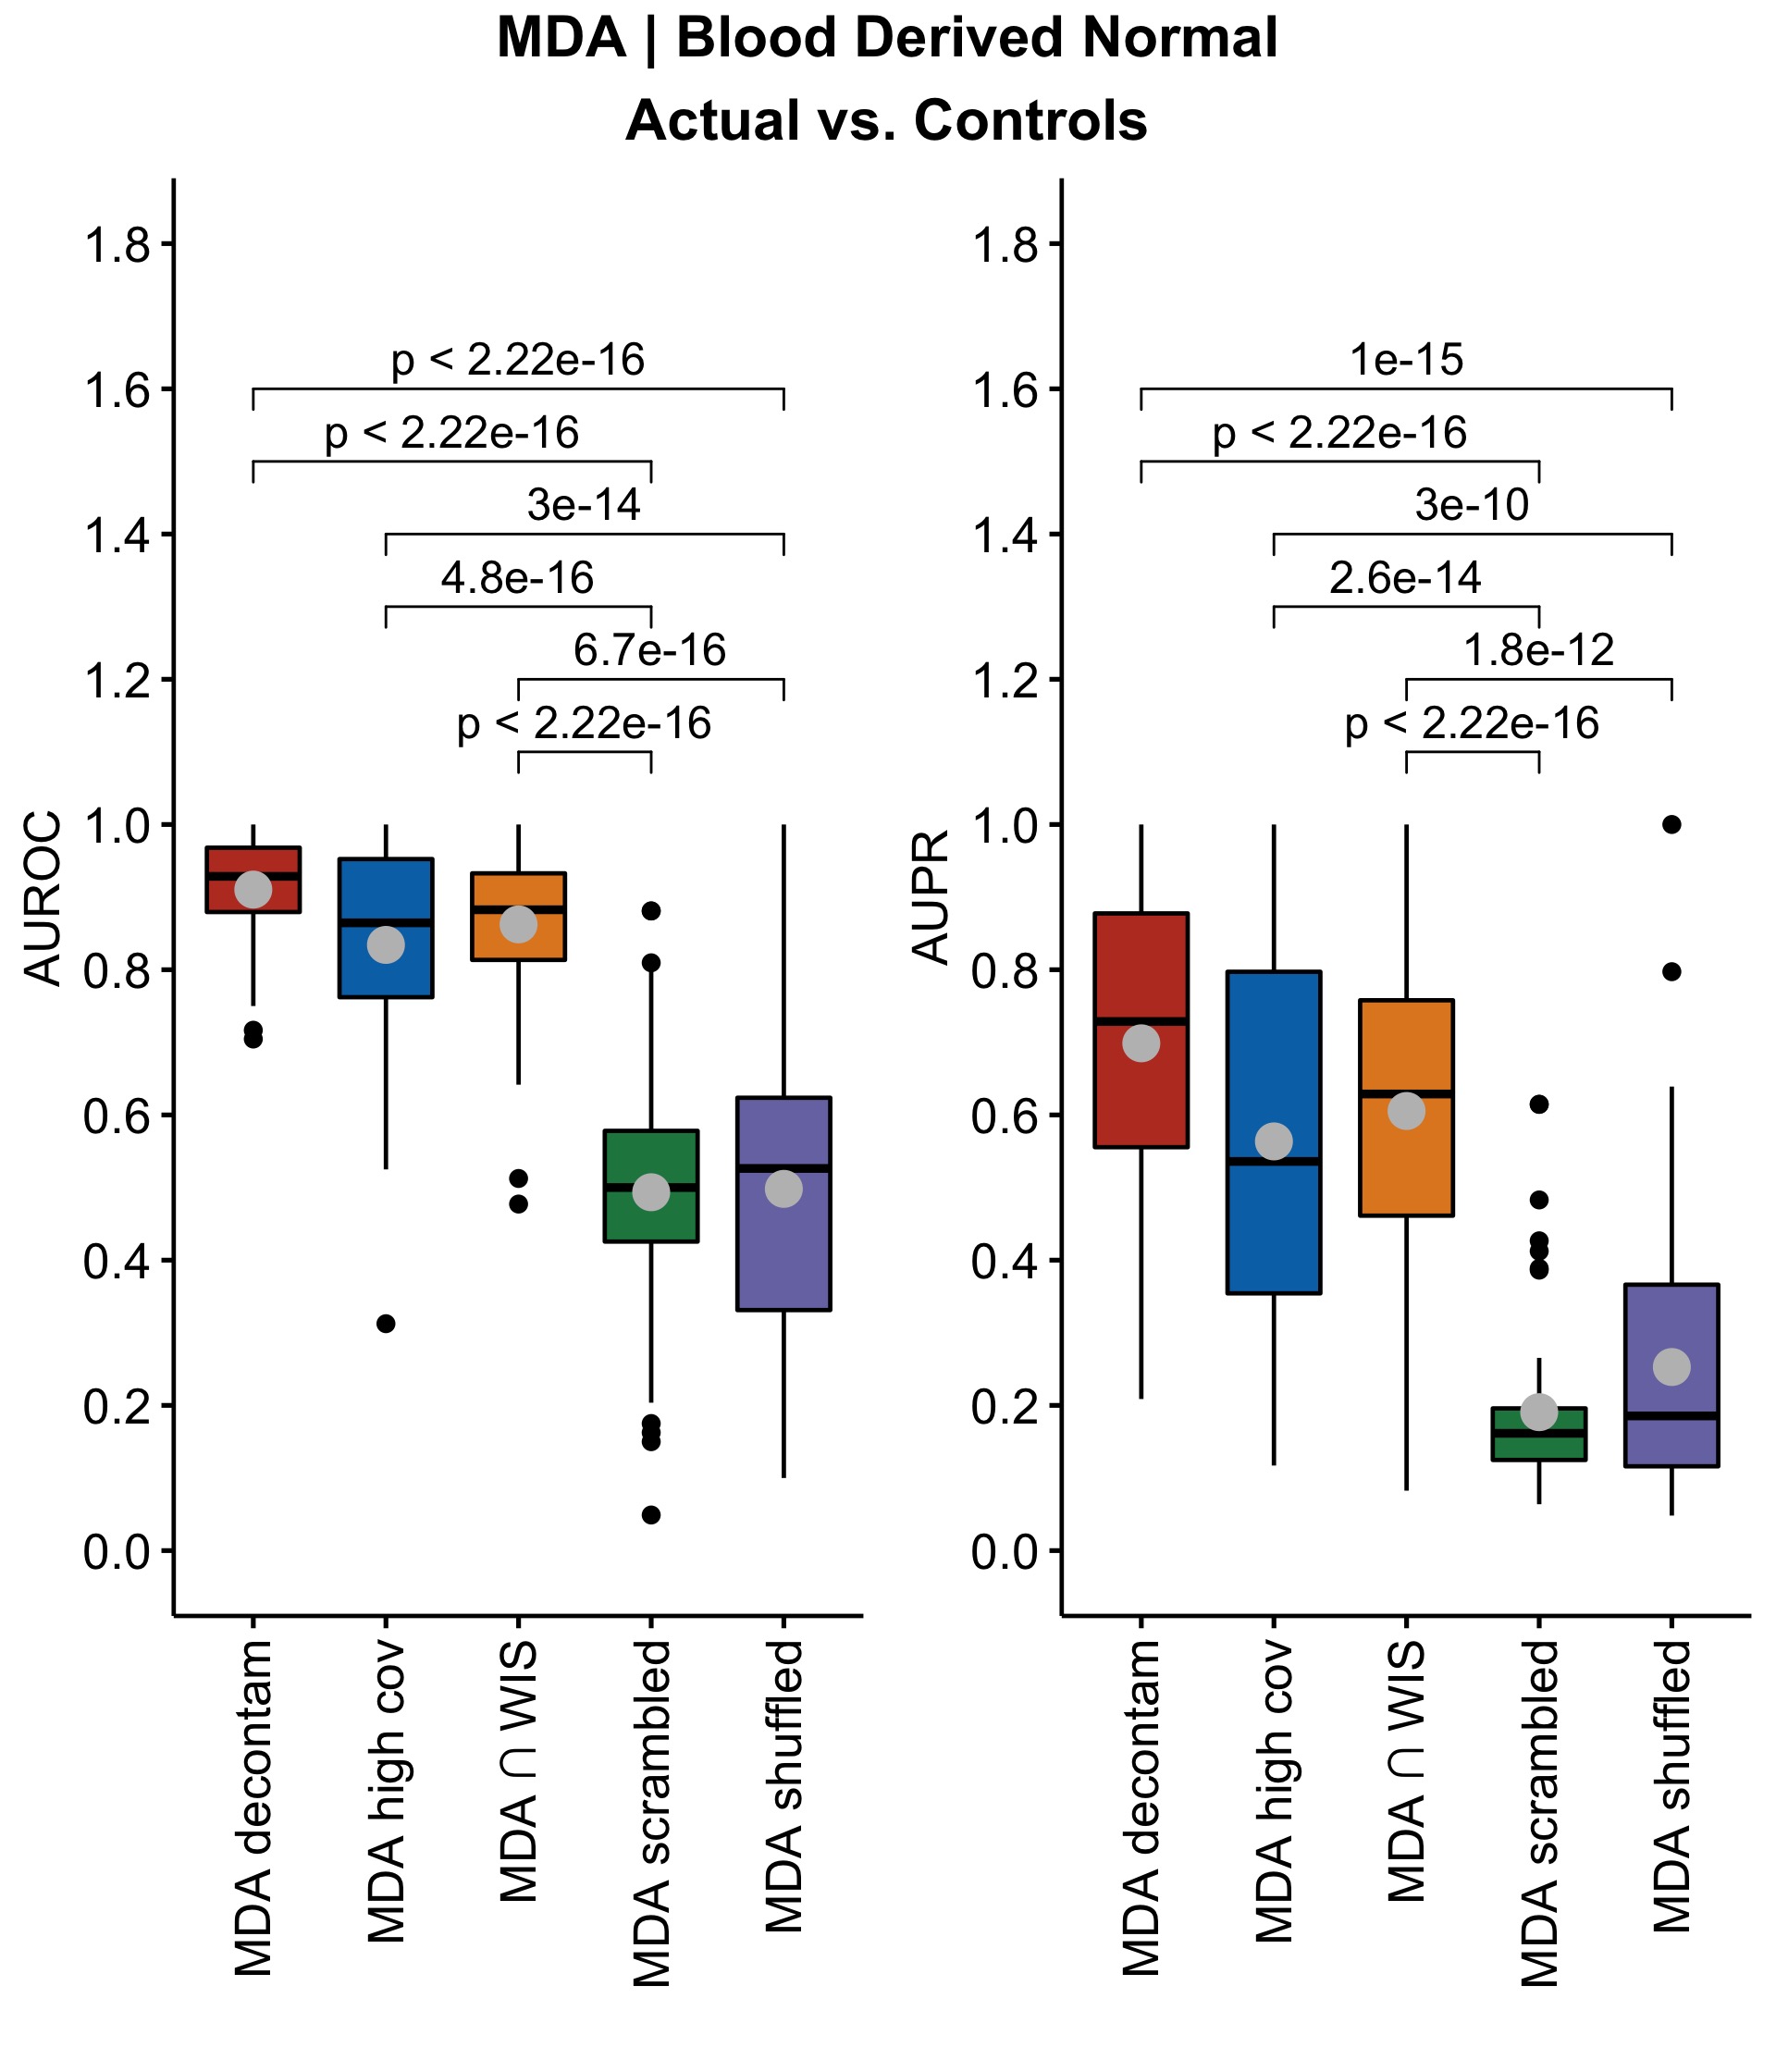 MDA | Blood Derived Normal
Actual vs. Controls
AUROC
1.8
1.6
1.4
1.2
1.0
0.8
0.6
0.4
0.2
0.0
p < 2.22e-16
p < 2.22e-16
3e-14
4.8e-16
6.7e-16
p < 2.22e-16
MDA decontam
MDA high cov
MDA ∩ WIS
MDA scrambled
MDA shuffled
AUPR
1.8
1.6
1.4
1.2
1.0
0.8
0.6
0.4
0.2
0.0
1e-15
p < 2.22e-16
3e-10
2.6e-14
1.8e-12
p < 2.22e-16
MDA decontam
MDA high cov
MDA ∩ WIS
MDA scrambled
MDA shuffled